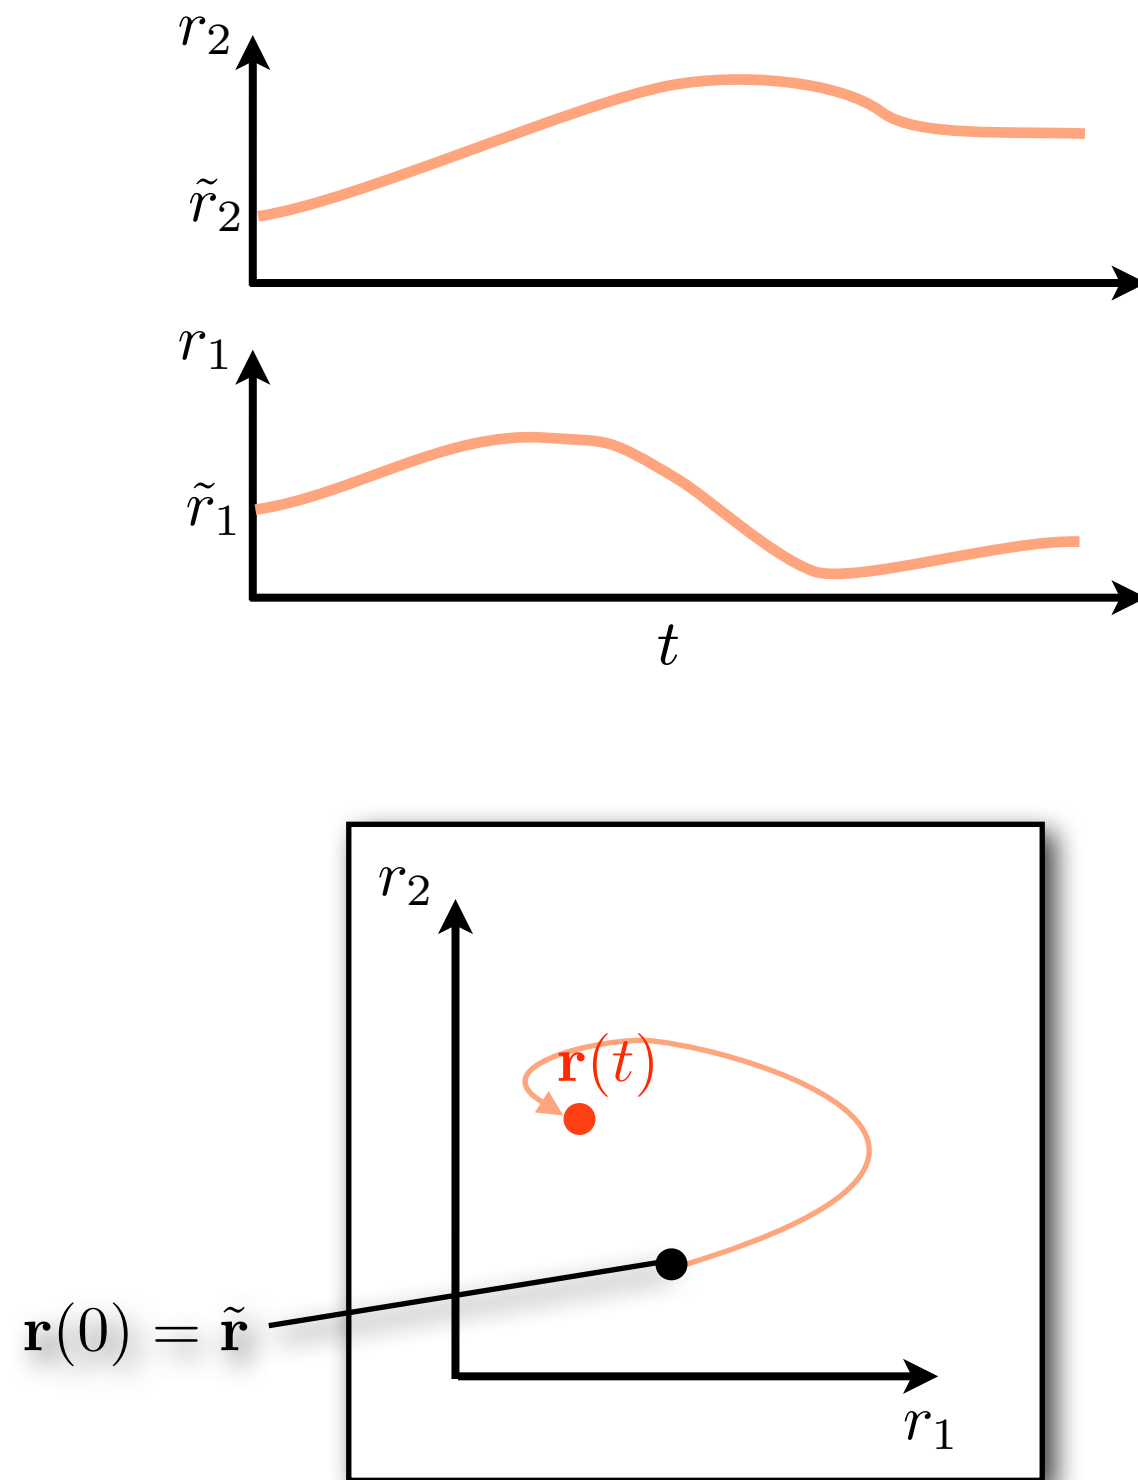 r₂
r̃₂
r₁
r̃₁
t
r₂
𝐫(t)
𝐫(0) = 𝐫̃
r₁